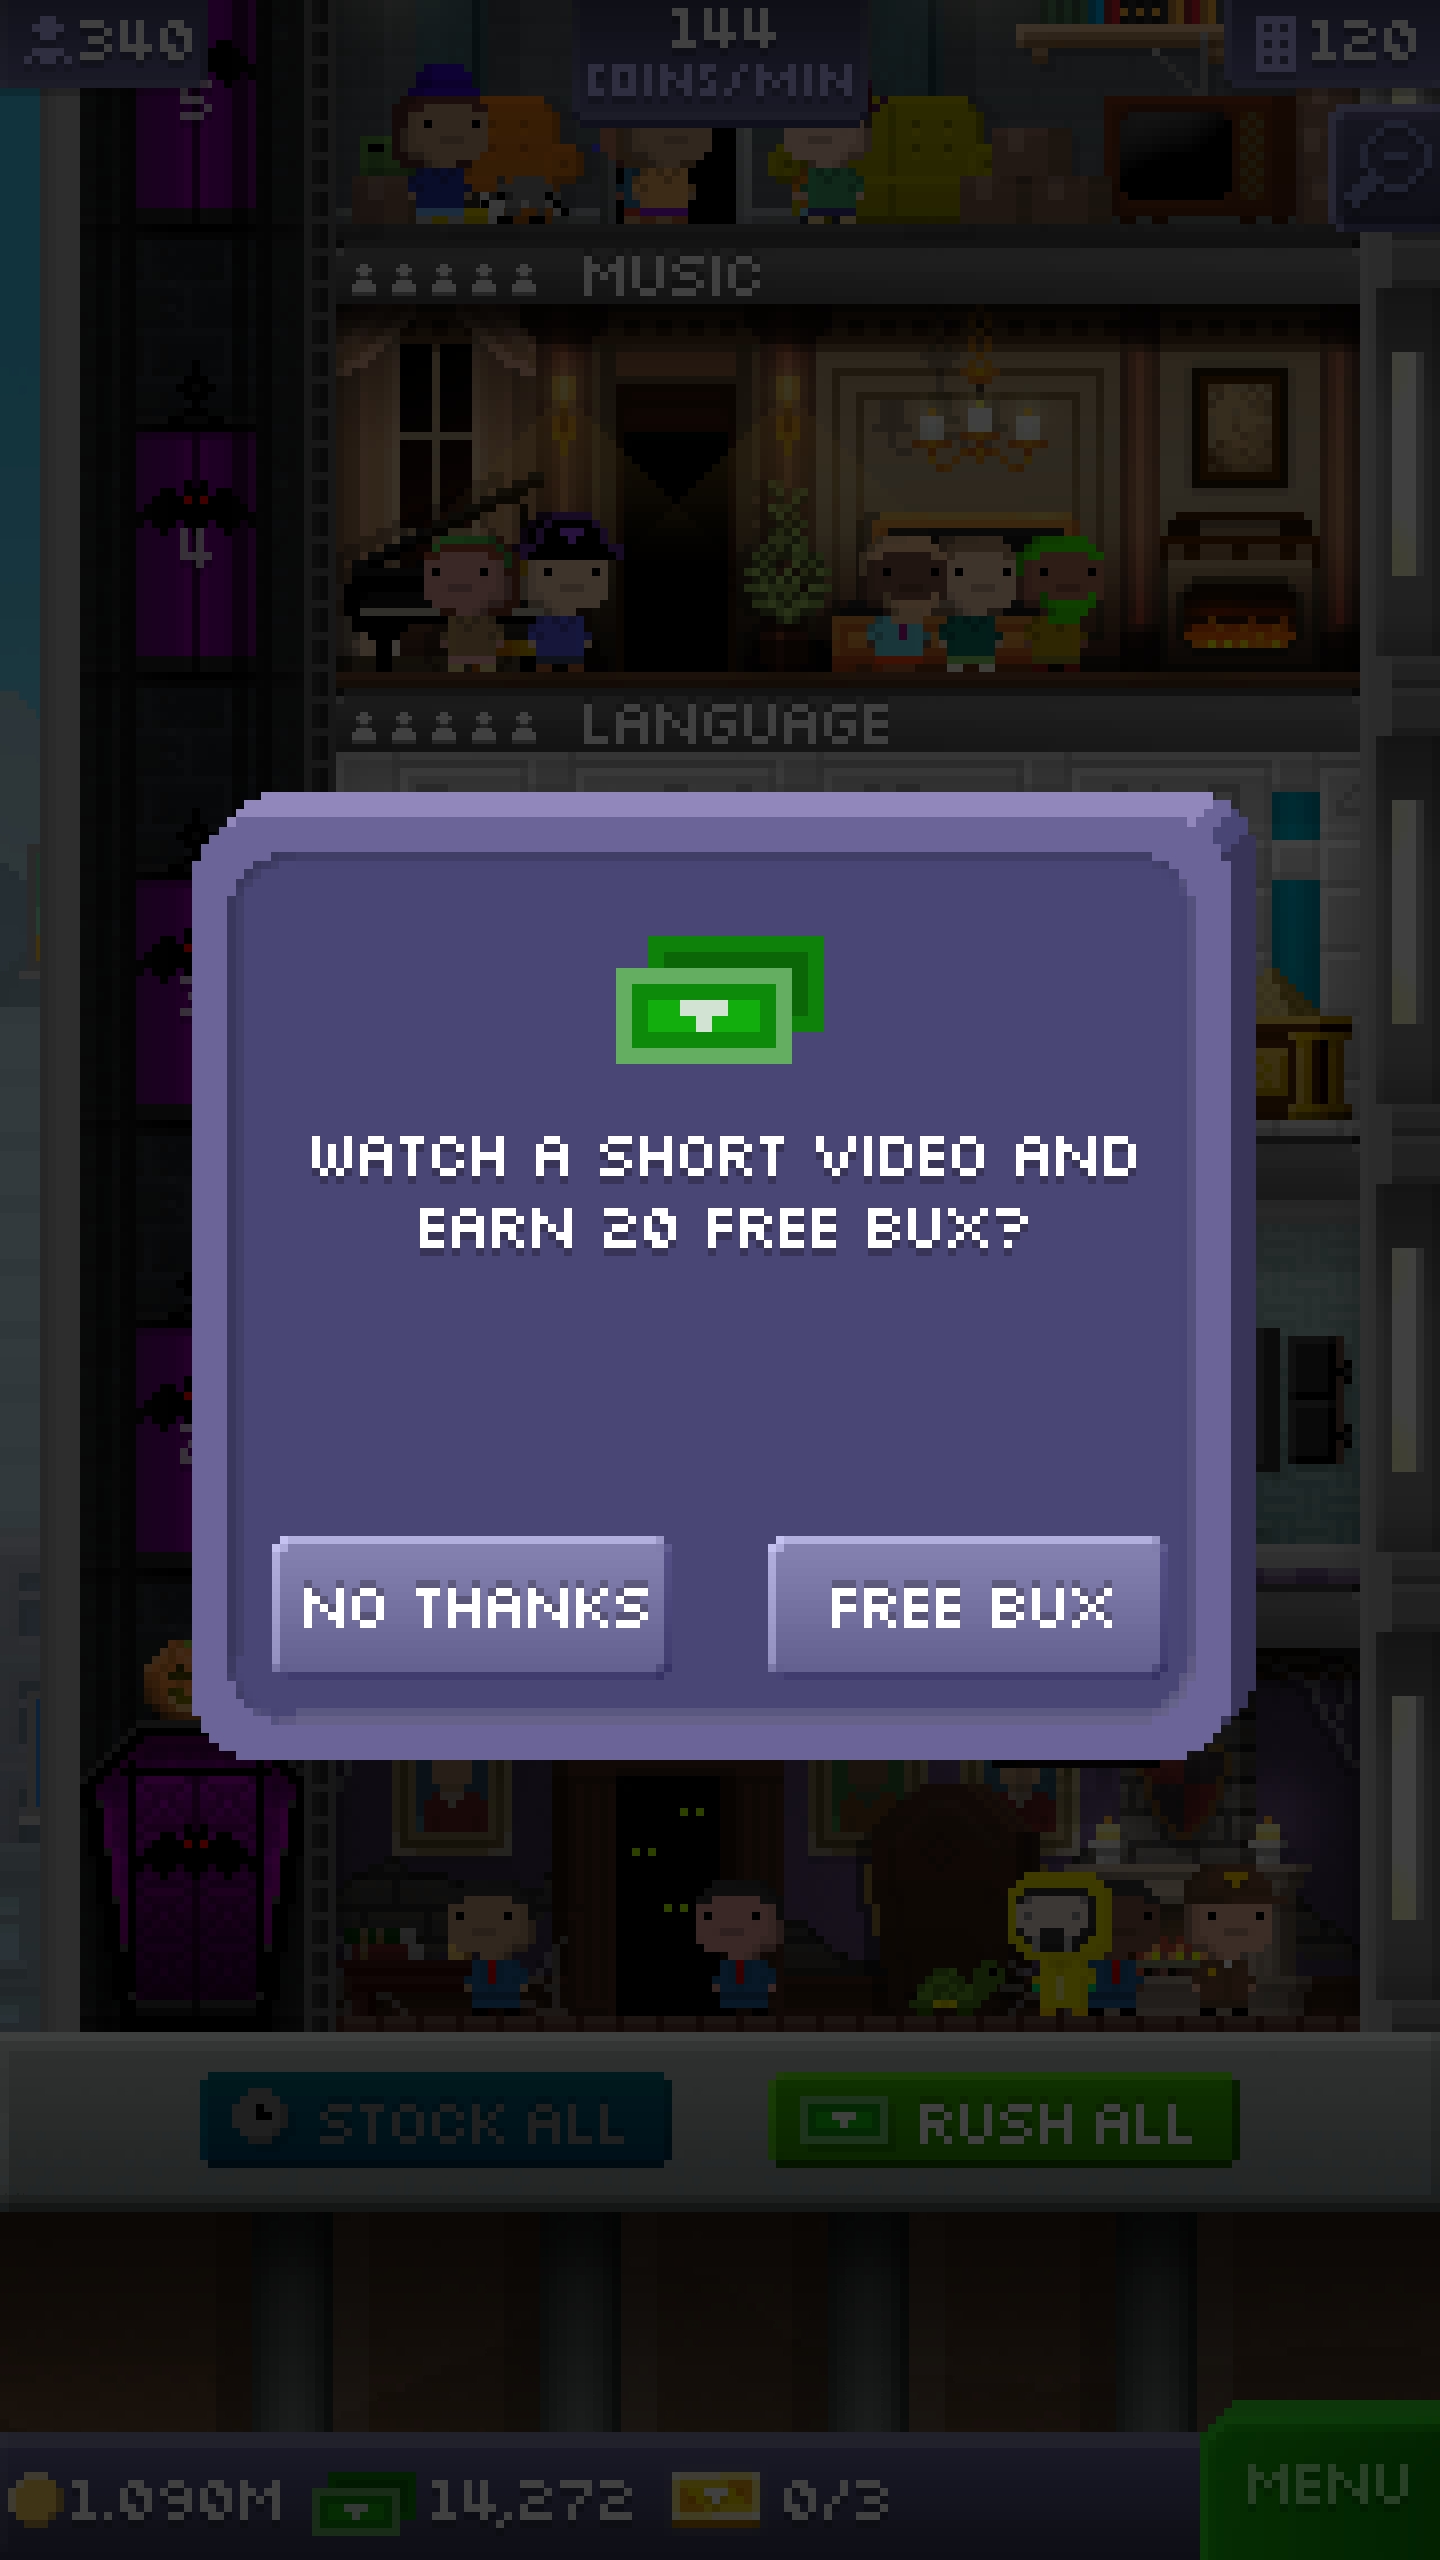 340
144
COINS/MIN
120
5
MUSIC
4
LANGUAGE
WATCH A SHORT VIDEO AND
EARN 20 FREE BUX?
NO THANKS
FREE BUX
STOCK ALL
RUSH ALL
1.090M
14,272
0/3
MENU